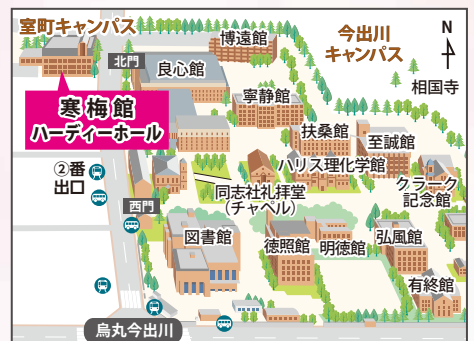 室町キャンパス
博遠館
今出川
キャンパス
N
北門
良心館
相国寺
寒梅館
ハーディーホール
寧静館
扶桑館
至誠館
②番
出口
ハリス理化学館
クラーク
記念館
同志社礼拝堂
(チャペル)
西門
図書館
徳照館
明徳館
弘風館
有終館
烏丸今出川